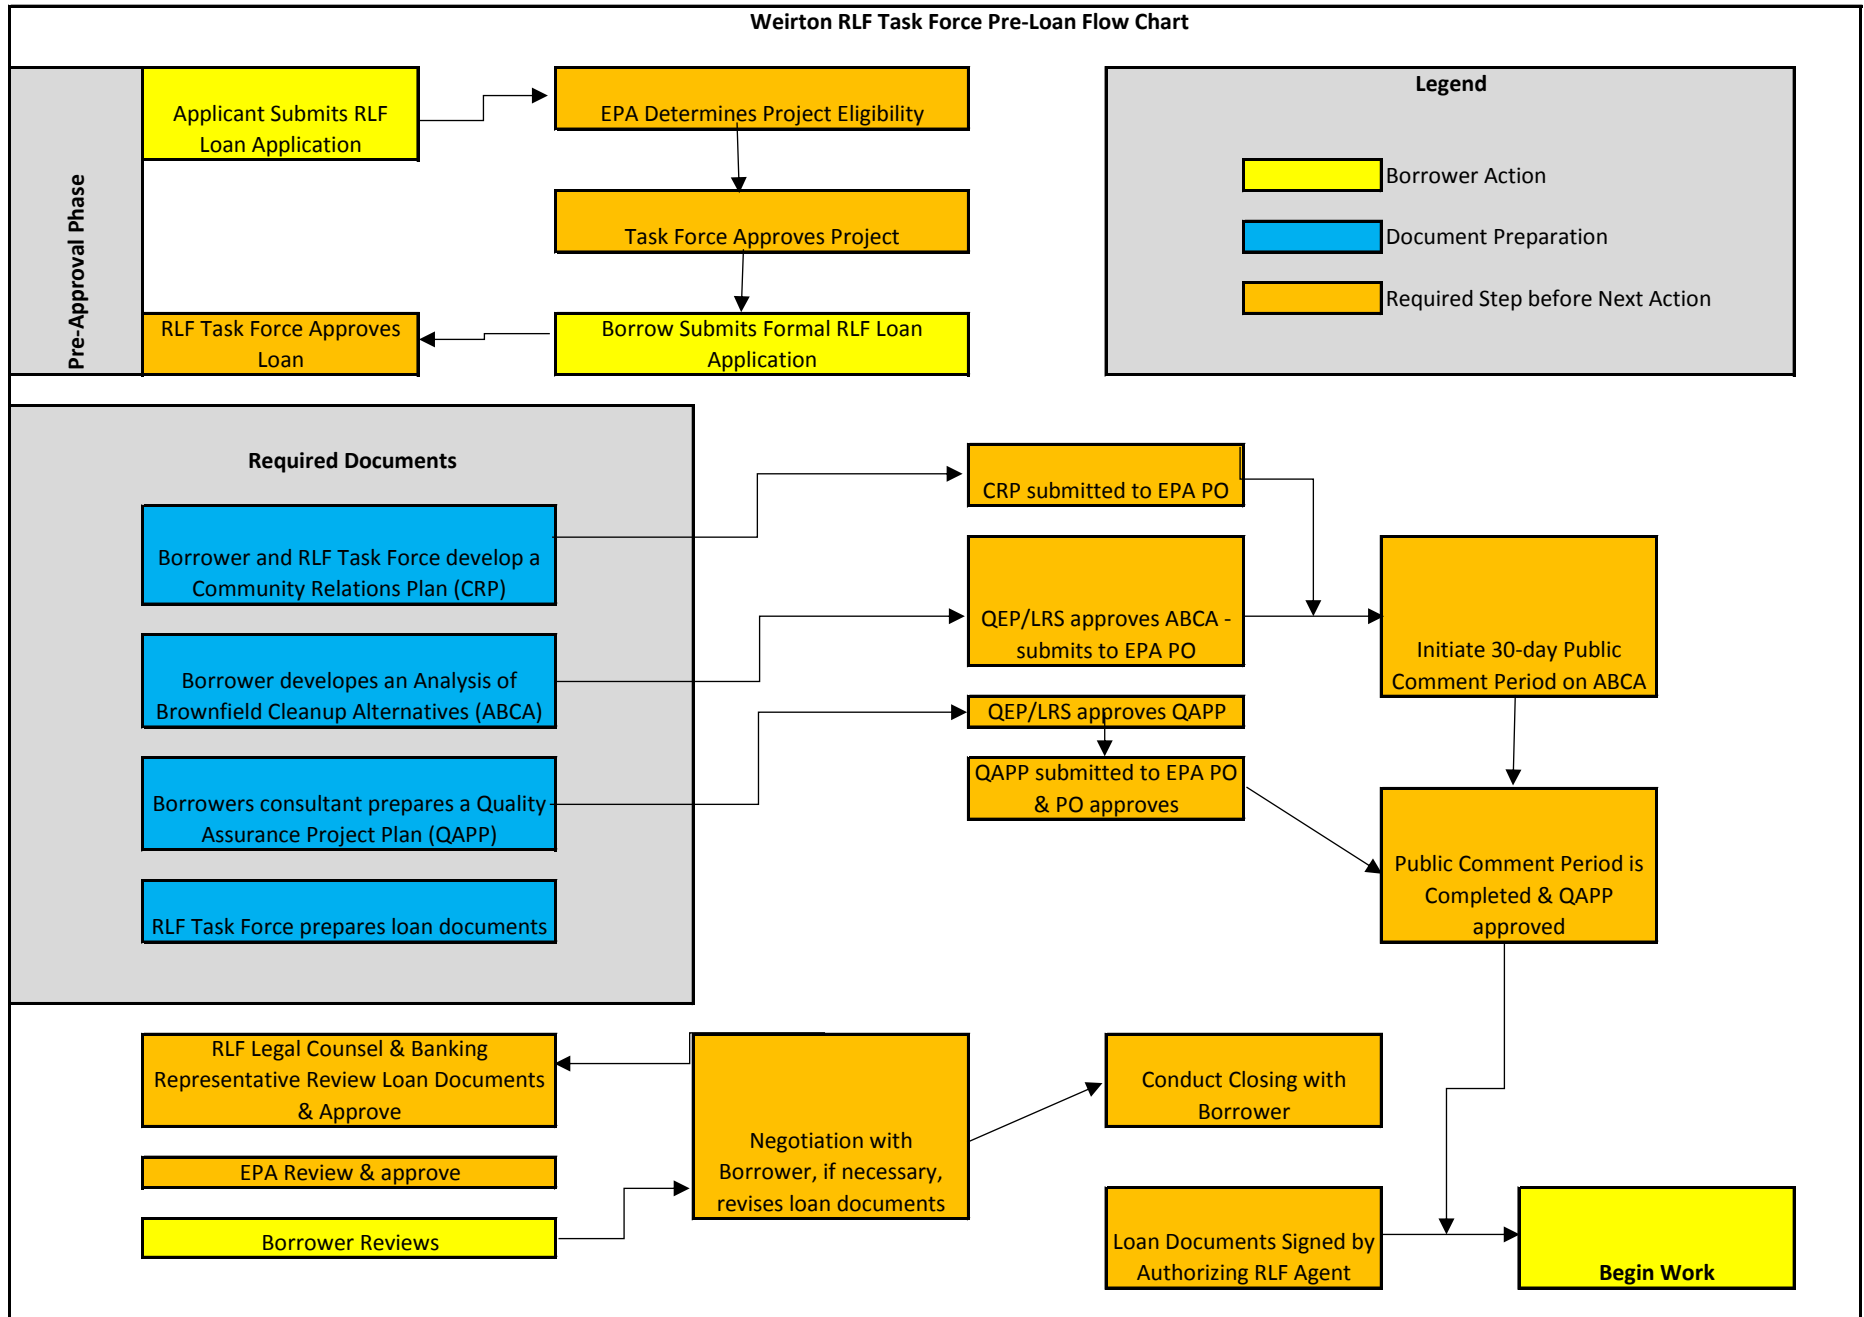 Weirton RLF Task Force Pre-Loan Flow Chart
Pre-Approval Phase
Applicant Submits RLF
Loan Application
EPA Determines Project Eligibility
Task Force Approves Project
RLF Task Force Approves
Loan
Borrow Submits Formal RLF Loan
Application
Legend
Borrower Action
Document Preparation
Required Step before Next Action
Required Documents
Borrower and RLF Task Force develop a
Community Relations Plan (CRP)
Borrower developes an Analysis of
Brownfield Cleanup Alternatives (ABCA)
Borrowers consultant prepares a Quality
Assurance Project Plan (QAPP)
RLF Task Force prepares loan documents
CRP submitted to EPA PO
QEP/LRS approves ABCA -
submits to EPA PO
QEP/LRS approves QAPP
QAPP submitted to EPA PO
& PO approves
Initiate 30-day Public
Comment Period on ABCA
Public Comment Period is
Completed & QAPP
approved
RLF Legal Counsel & Banking
Representative Review Loan Documents
& Approve
EPA Review & approve
Borrower Reviews
Negotiation with
Borrower, if necessary,
revises loan documents
Conduct Closing with
Borrower
Loan Documents Signed by
Authorizing RLF Agent
Begin Work